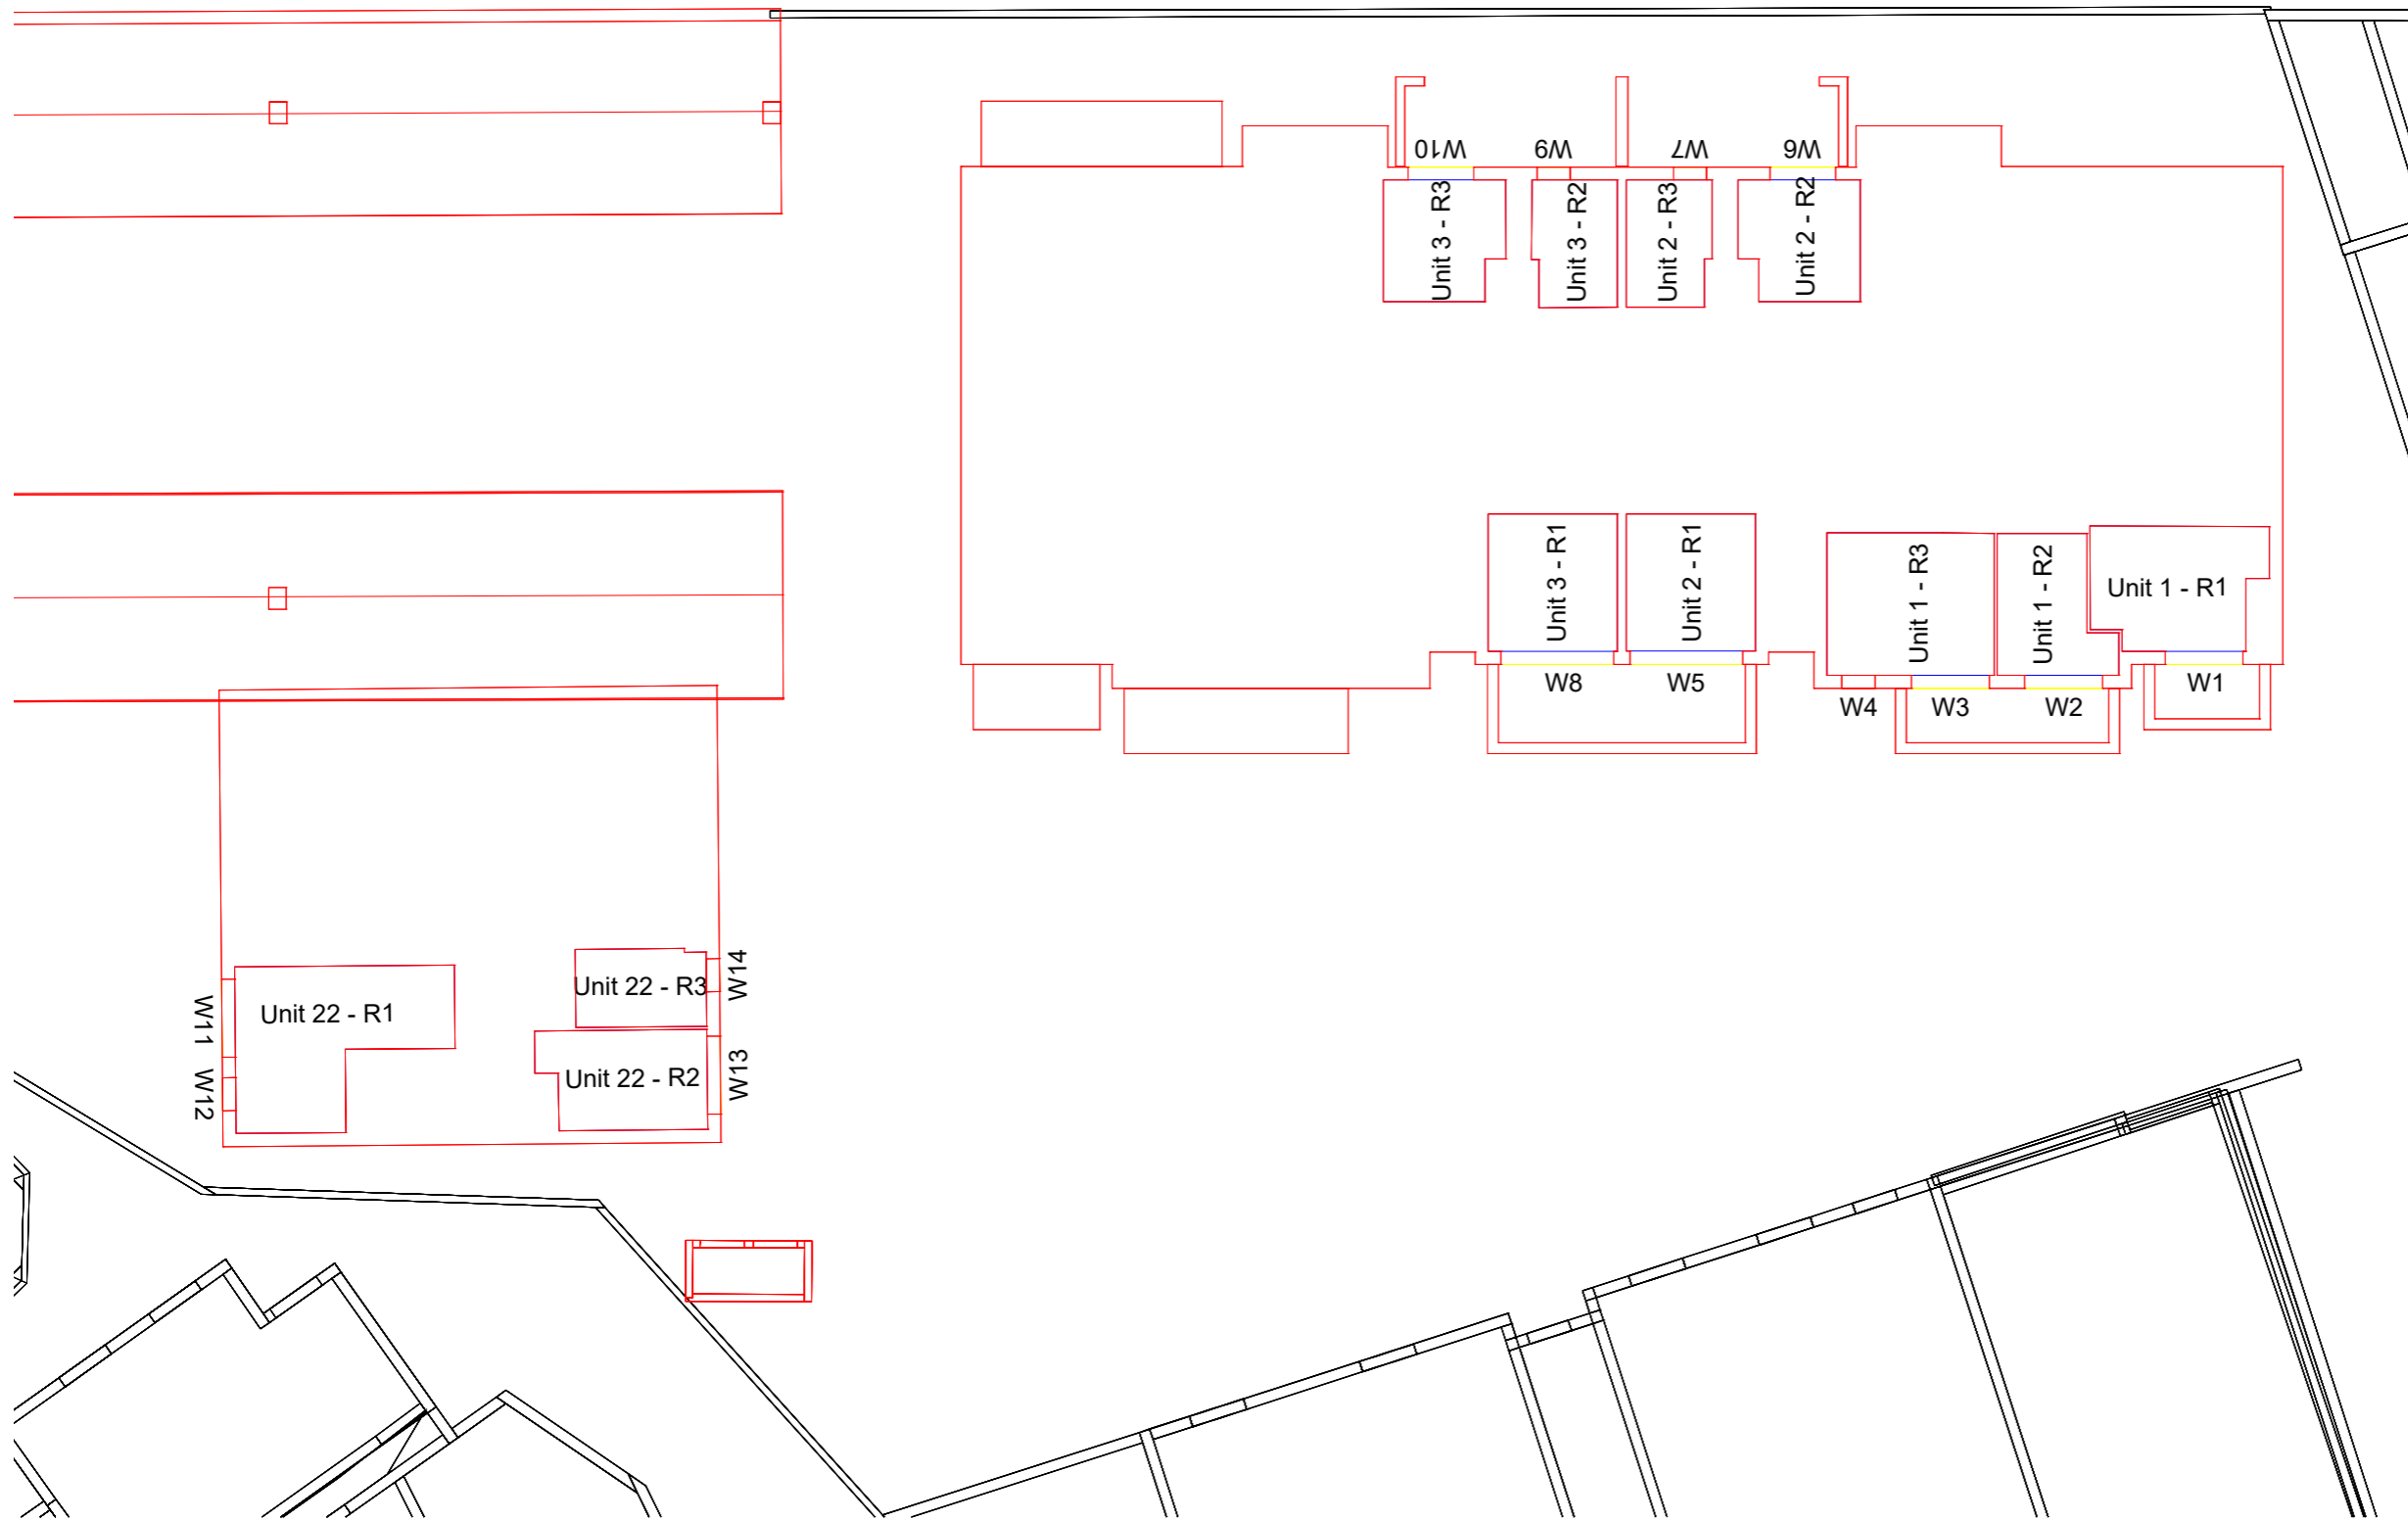 W10
W9
W7
W6
Unit 3 - R3
Unit 3 - R2
Unit 2 - R3
Unit 2 - R2
Unit 3 - R1
Unit 2 - R1
Unit 1 - R3
Unit 1 - R2
Unit 1 - R1
W8
W5
W4
W3
W2
W1
W11
W12
Unit 22 - R1
Unit 22 - R3
Unit 22 - R2
W14
W13